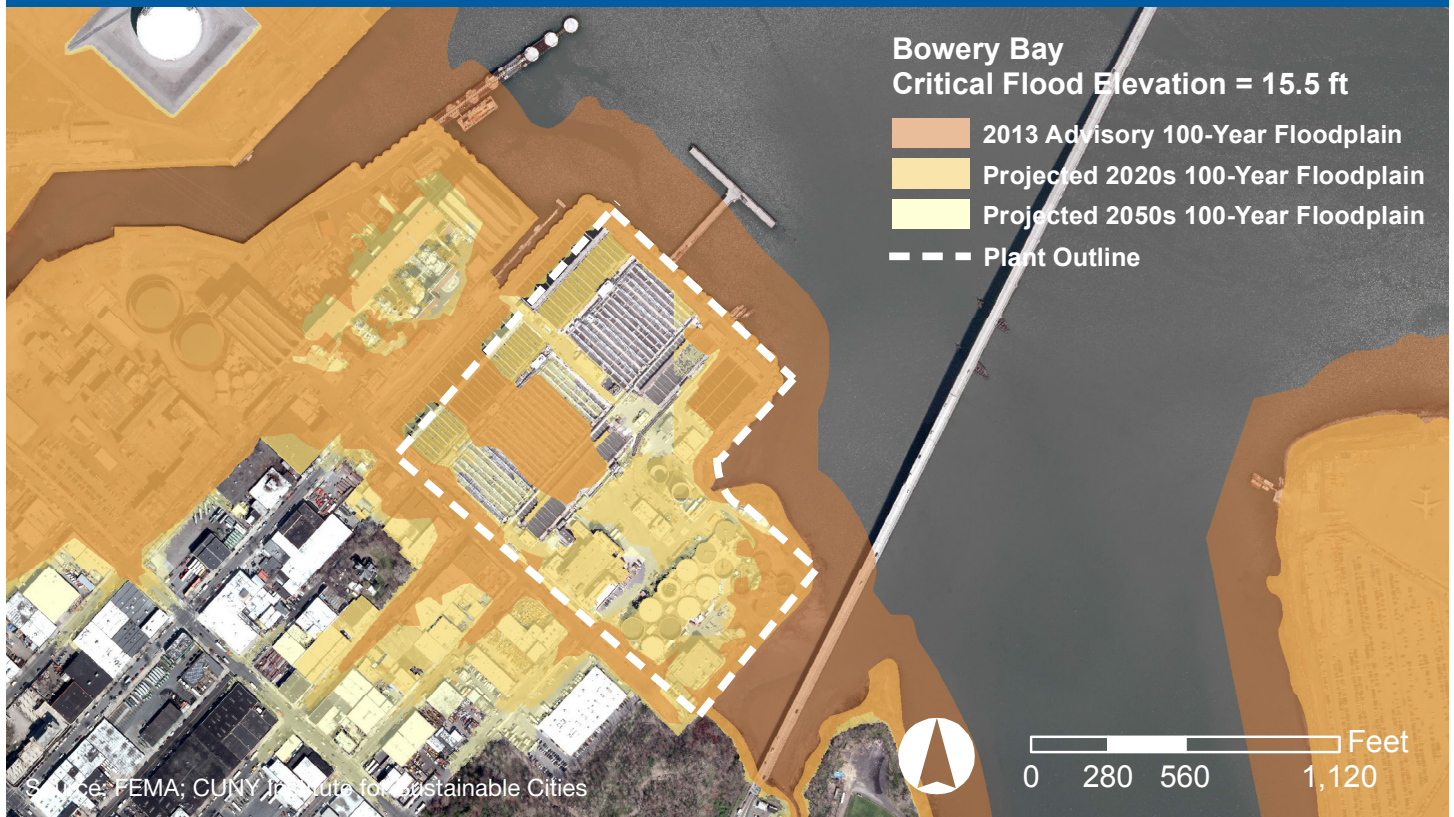 Bowery Bay
Critical Flood Elevation = 15.5 ft
2013 Advisory 100-Year Floodplain
Projected 2020s 100-Year Floodplain
Projected 2050s 100-Year Floodplain
Plant Outline
Feet
0 280 560 1,120
Source: FEMA; CUNY Institute for Sustainable Cities